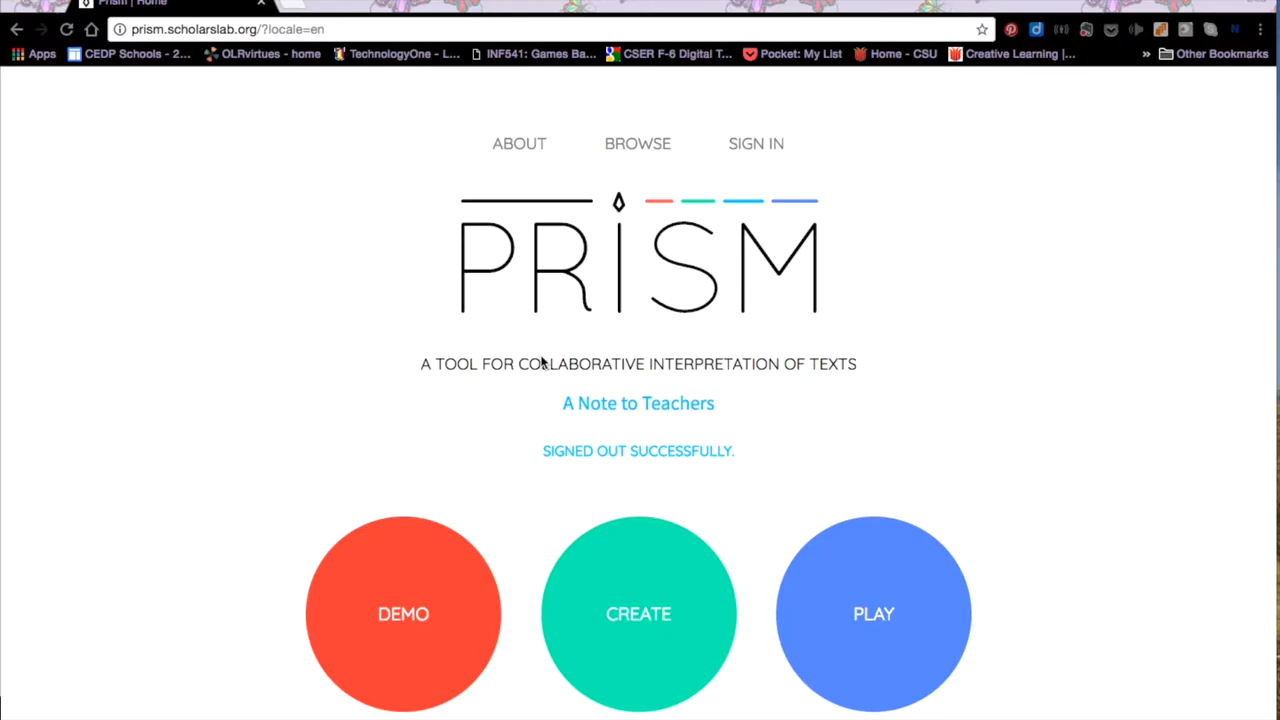 Prism | Home
prism.scholarslab.org/?locale=en
Apps CEDP Schools - 2... OLRvirtues - home TechnologyOne - L... INF541: Games Ba... CSER F-6 Digital T... Pocket: My List Home - CSU Creative Learning |... » Other Bookmarks
ABOUT BROWSE SIGN IN
PRISM
A TOOL FOR COLLABORATIVE INTERPRETATION OF TEXTS
A Note to Teachers
SIGNED OUT SUCCESSFULLY.
DEMO CREATE PLAY